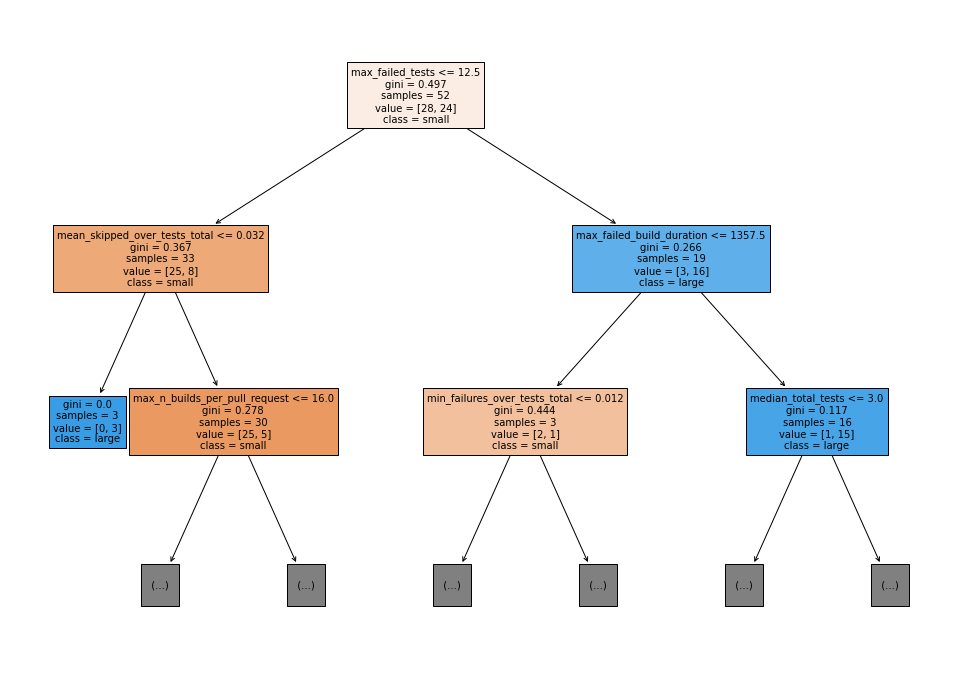 max_failed_tests <= 12.5
gini = 0.497
samples = 52
value = [28, 24]
class = small
mean_skipped_over_tests_total <= 0.032
gini = 0.367
samples = 33
value = [25, 8]
class = small
max_failed_build_duration <= 1357.5
gini = 0.266
samples = 19
value = [3, 16]
class = large
gini = 0.0
samples = 3
value = [0, 3]
class = large
max_n_builds_per_pull_request <= 16.0
gini = 0.278
samples = 30
value = [25, 5]
class = small
min_failures_over_tests_total <= 0.012
gini = 0.444
samples = 3
value = [2, 1]
class = small
median_total_tests <= 3.0
gini = 0.117
samples = 16
value = [1, 15]
class = large
(...)
(...)
(...)
(...)
(...)
(...)